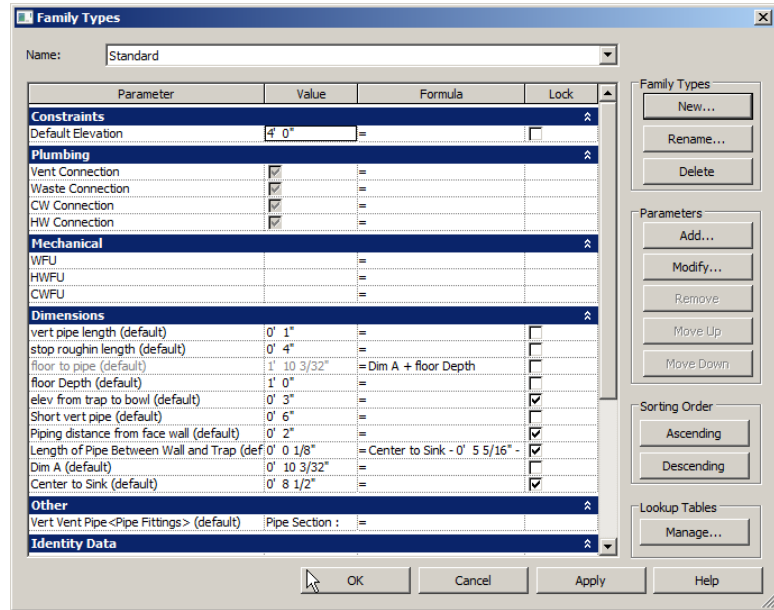 Family Types
Name: Standard
Parameter Value Formula Lock
Constraints
Default Elevation 4' 0" =
Plumbing
Vent Connection =
Waste Connection =
CW Connection =
HW Connection =
Mechanical
WFU =
HWFU =
CWFU =
Dimensions
vert pipe length (default) 0' 1" =
stop roughin length (default) 0' 4" =
floor to pipe (default) 1' 10 3/32" = Dim A + floor Depth
floor Depth (default) 1' 0" =
elev from trap to bowl (default) 0' 3" =
Short vert pipe (default) 0' 6" =
Piping distance from face wall (default) 0' 2" =
Length of Pipe Between Wall and Trap (def 0' 0 1/8" = Center to Sink - 0' 5 5/16" -
Dim A (default) 0' 10 3/32" =
Center to Sink (default) 0' 8 1/2" =
Other
Vert Vent Pipe<Pipe Fittings> (default) Pipe Section : =
Identity Data
Family Types
New...
Rename...
Delete
Parameters
Add...
Modify...
Remove
Move Up
Move Down
Sorting Order
Ascending
Descending
Lookup Tables
Manage...
OK Cancel Apply Help